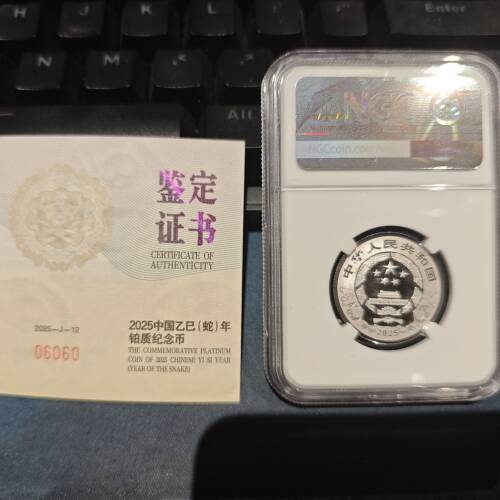 H
J
K
L
Enter
N
M
<
>
Alt
鉴定
证书
CERTIFICATE OF
AUTHENTICITY
2025-J-12
06060
2025中国乙巳(蛇)年
铂质纪念币
THE COMMEMORATIVE PLATINUM
COIN OF 2025 CHINESE YI SI YEAR
(YEAR OF THE SNAKE)
NGC
NGCcoin.com
中华人民共和国
2025